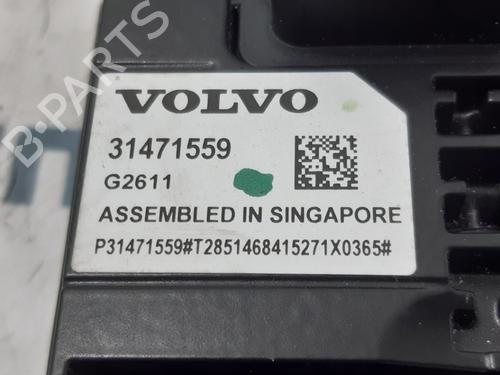 VOLVO
31471559
G2611
ASSEMBLED IN SINGAPORE
P31471559#T2851468415271X0365#
B-PARTS